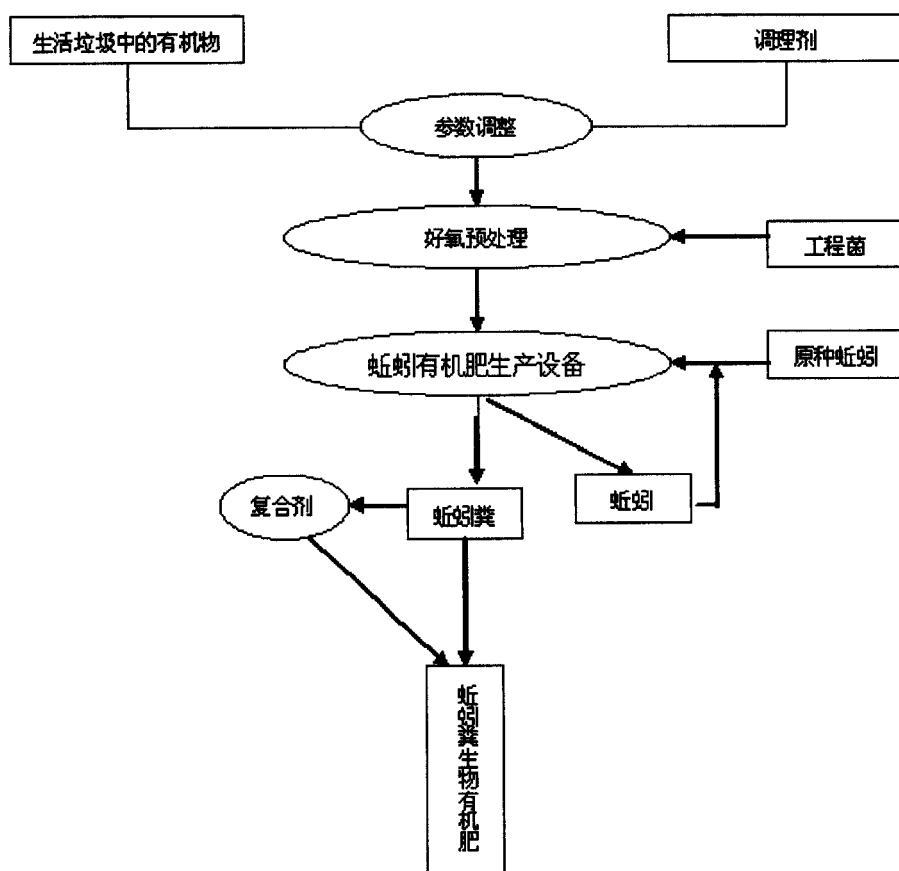 生活垃圾中的有机物
调理剂
参数调整
好氧预处理
工程菌
蚯蚓有机肥生产设备
原种蚯蚓
复合剂
蚯蚓粪
蚯蚓
蚯蚓粪生物有机肥